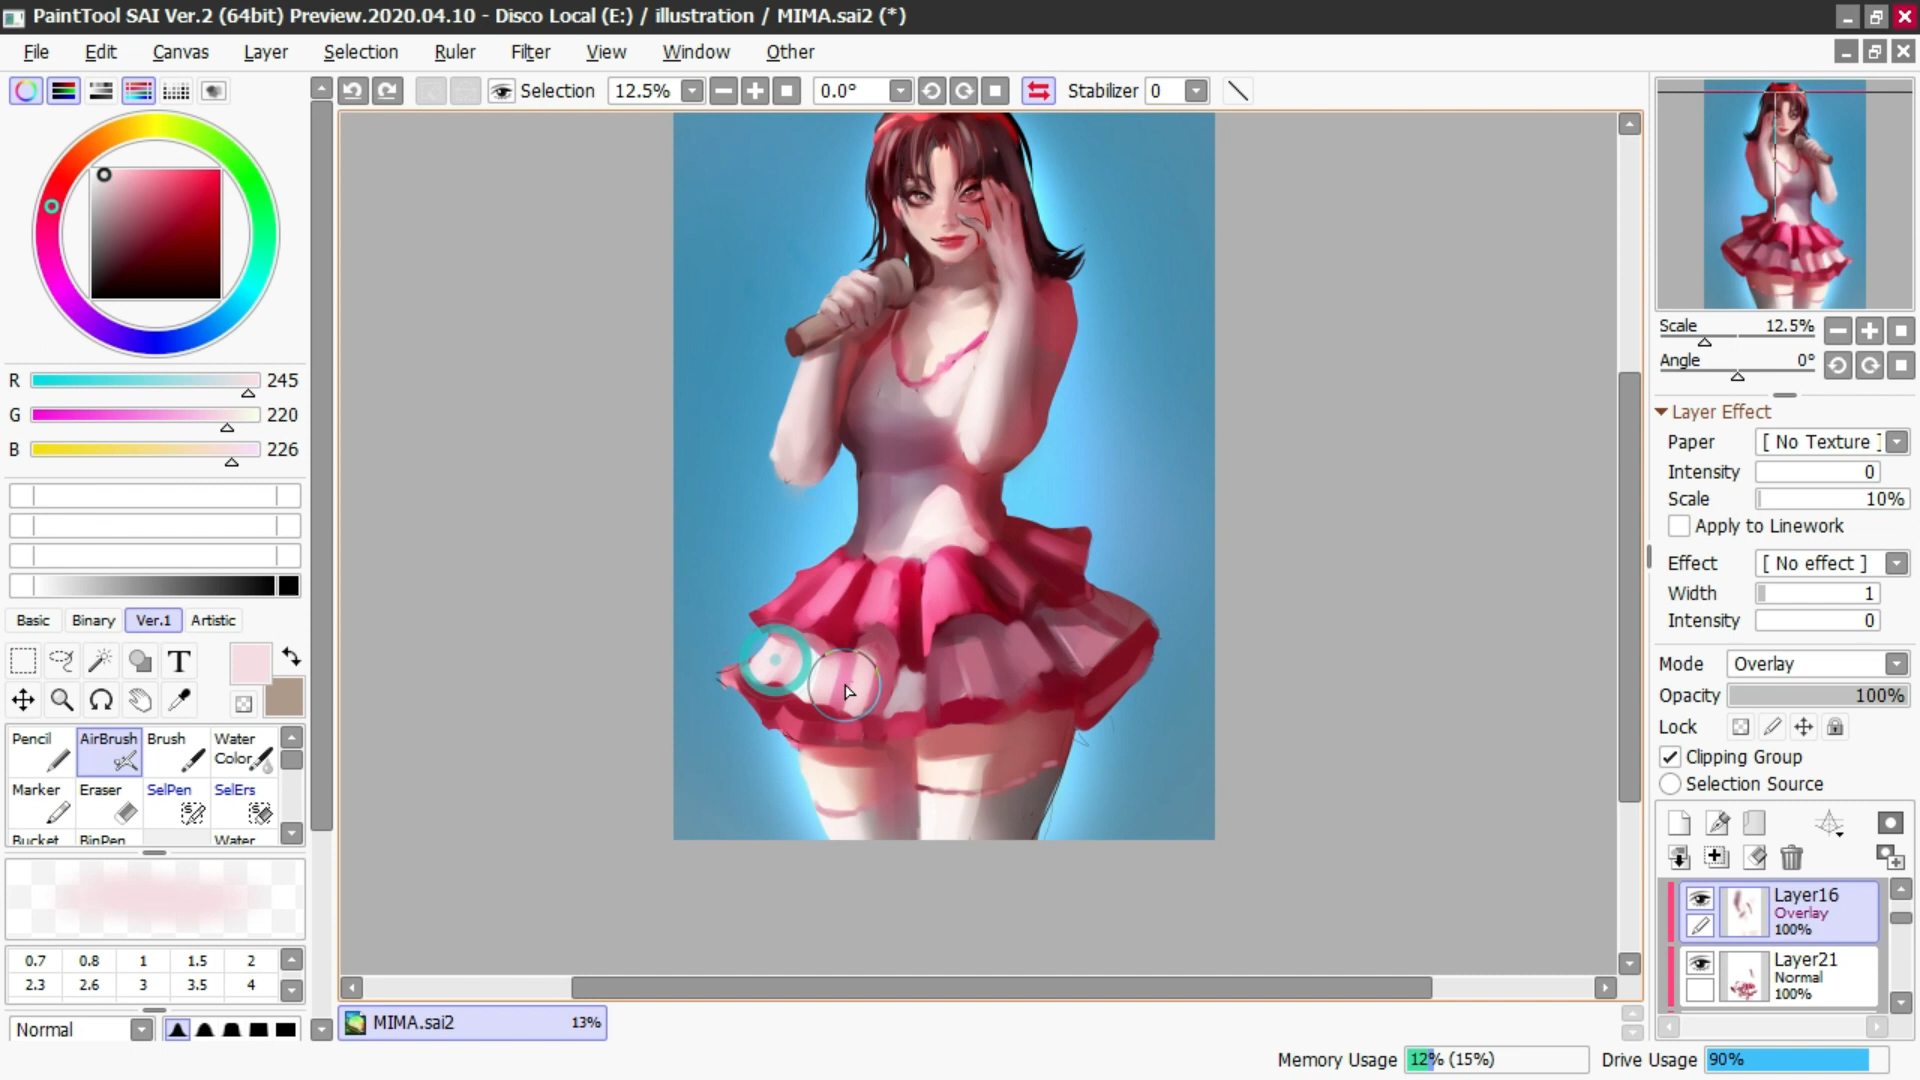 PaintTool SAI Ver.2 (64bit) Preview.2020.04.10 - Disco Local (E:) / illustration / MIMA.sai2 (*)
File Edit Canvas Layer Selection Ruler Filter View Window Other
Selection 12.5% 0.0° Stabilizer 0
Scale 12.5%
Angle 0°
R 245
G 220
B 226
Layer Effect
Paper [ No Texture ]
Intensity 0
Scale 10%
Apply to Linework
Effect [ No effect ]
Width 1
Intensity 0
Basic Binary Ver.1 Artistic
T
Mode Overlay
Opacity 100%
Lock
Clipping Group
Selection Source
Pencil AirBrush Brush Water Color
Marker Eraser SelPen SelErs
Bucket BinPen Water
Layer16
Overlay
100%
Layer21
Normal
100%
0.7 0.8 1 1.5 2
2.3 2.6 3 3.5 4
Normal
MIMA.sai2 13%
Memory Usage 12% (15%) Drive Usage 90%